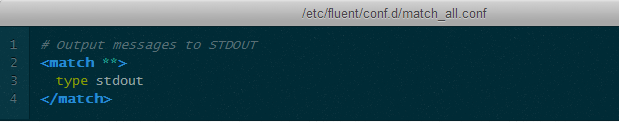 /etc/fluent/conf.d/match_all.conf
1 # Output messages to STDOUT
2 <match **>
3   type stdout
4 </match>